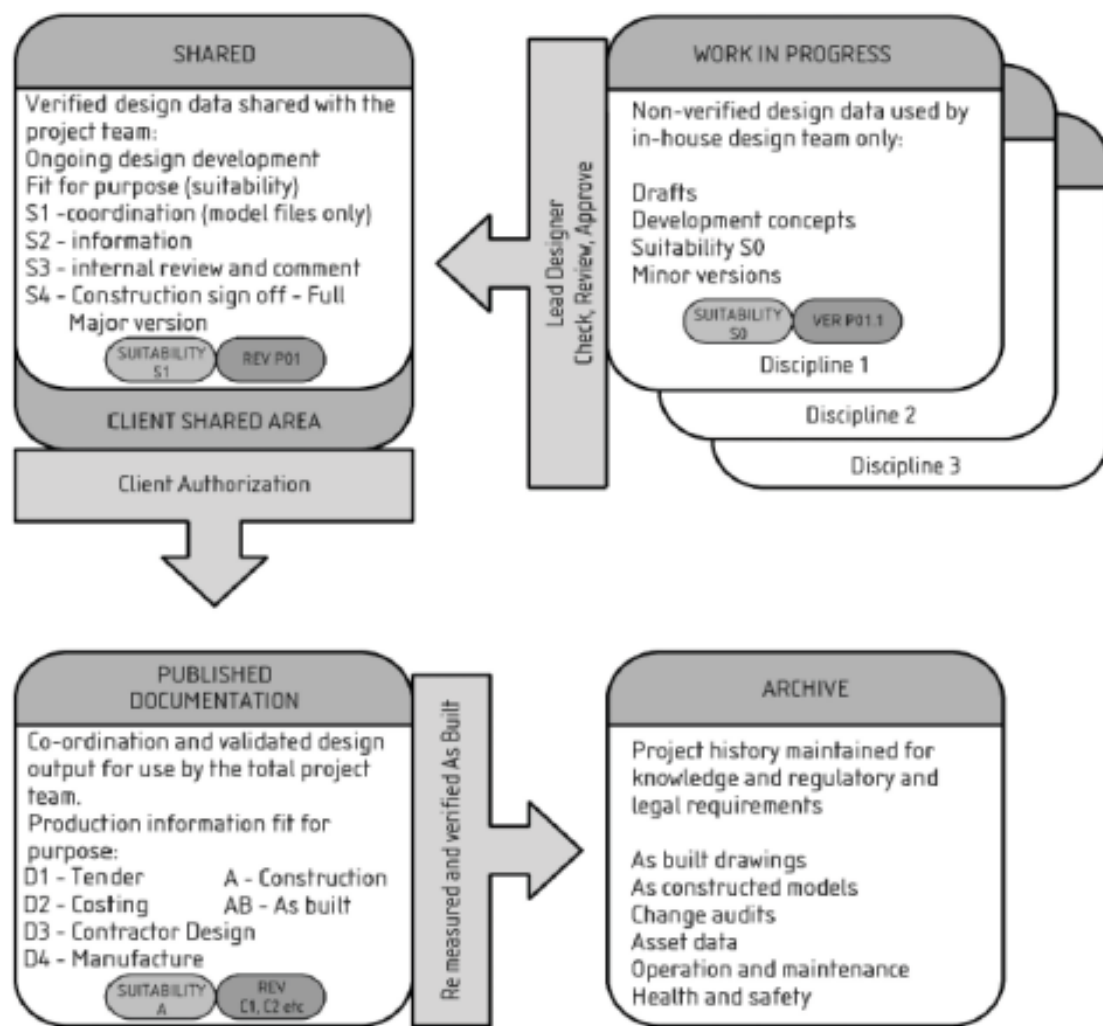 SHARED
Verified design data shared with the
project team:
Ongoing design development
Fit for purpose (suitability)
S1 -coordination (model files only)
S2 - information
S3 - internal review and comment
S4 - Construction sign off - Full
Major version
SUITABILITY
S1
REV P01
CLIENT SHARED AREA
Client Authorization
Lead Designer
Check, Review, Approve
WORK IN PROGRESS
Non-verified design data used by
in-house design team only:
Drafts
Development concepts
Suitability S0
Minor versions
SUITABILITY
S0
VER P01.1
Discipline 1
Discipline 2
Discipline 3
PUBLISHED
DOCUMENTATION
Co-ordination and validated design
output for use by the total project
team.
Production information fit for
purpose:
D1 - Tender A - Construction
D2 - Costing AB - As built
D3 - Contractor Design
D4 - Manufacture
SUITABILITY
A
REV
C1, C2 etc
Re measured and verified As Built
ARCHIVE
Project history maintained for
knowledge and regulatory and
legal requirements
As built drawings
As constructed models
Change audits
Asset data
Operation and maintenance
Health and safety